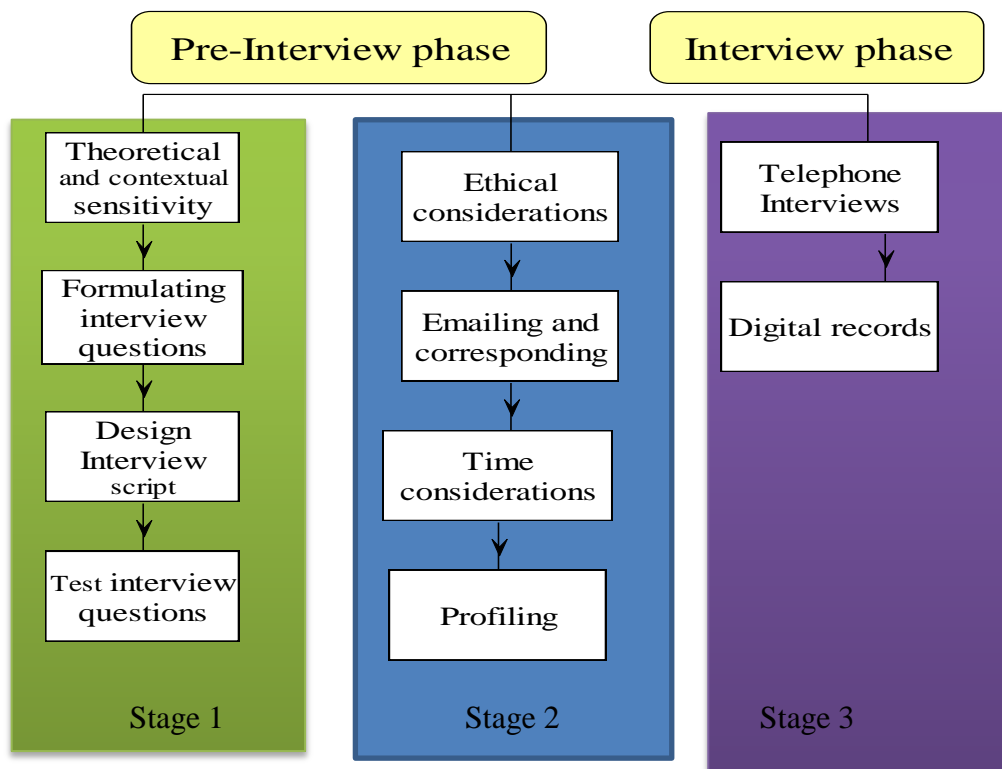 Pre-Interview phase
Interview phase
Theoretical
and contextual
sensitivity
Formulating
interview
questions
Design
Interview
script
Test interview
questions
Stage 1
Ethical
considerations
Emailing and
corresponding
Time
considerations
Profiling
Stage 2
Telephone
Interviews
Digital records
Stage 3